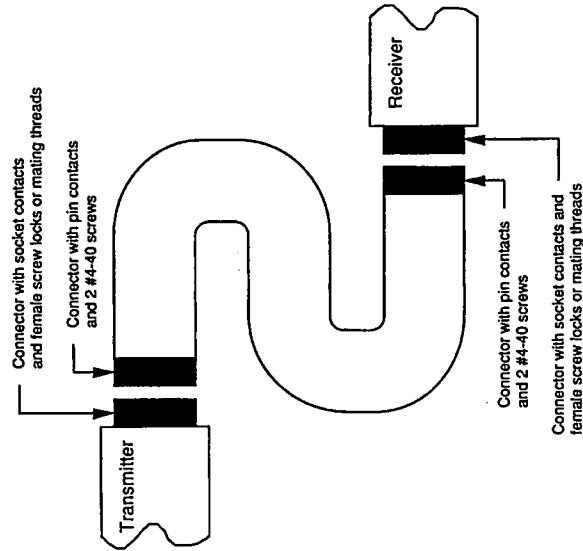 Connector with socket contacts
and female screw locks or mating threads
Connector with pin contacts
and 2 #4-40 screws
Transmitter
Receiver
Connector with pin contacts
and 2 #4-40 screws
Connector with socket contacts and
female screw locks or mating threads